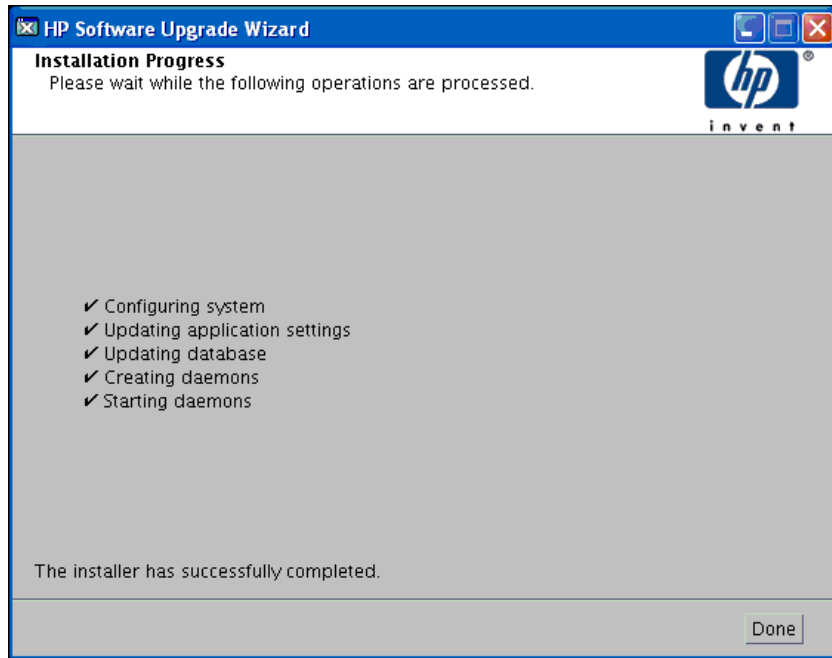 HP Software Upgrade Wizard
Installation Progress
Please wait while the following operations are processed.
hp
®
invent
✔ Configuring system
✔ Updating application settings
✔ Updating database
✔ Creating daemons
✔ Starting daemons
The installer has successfully completed.
Done